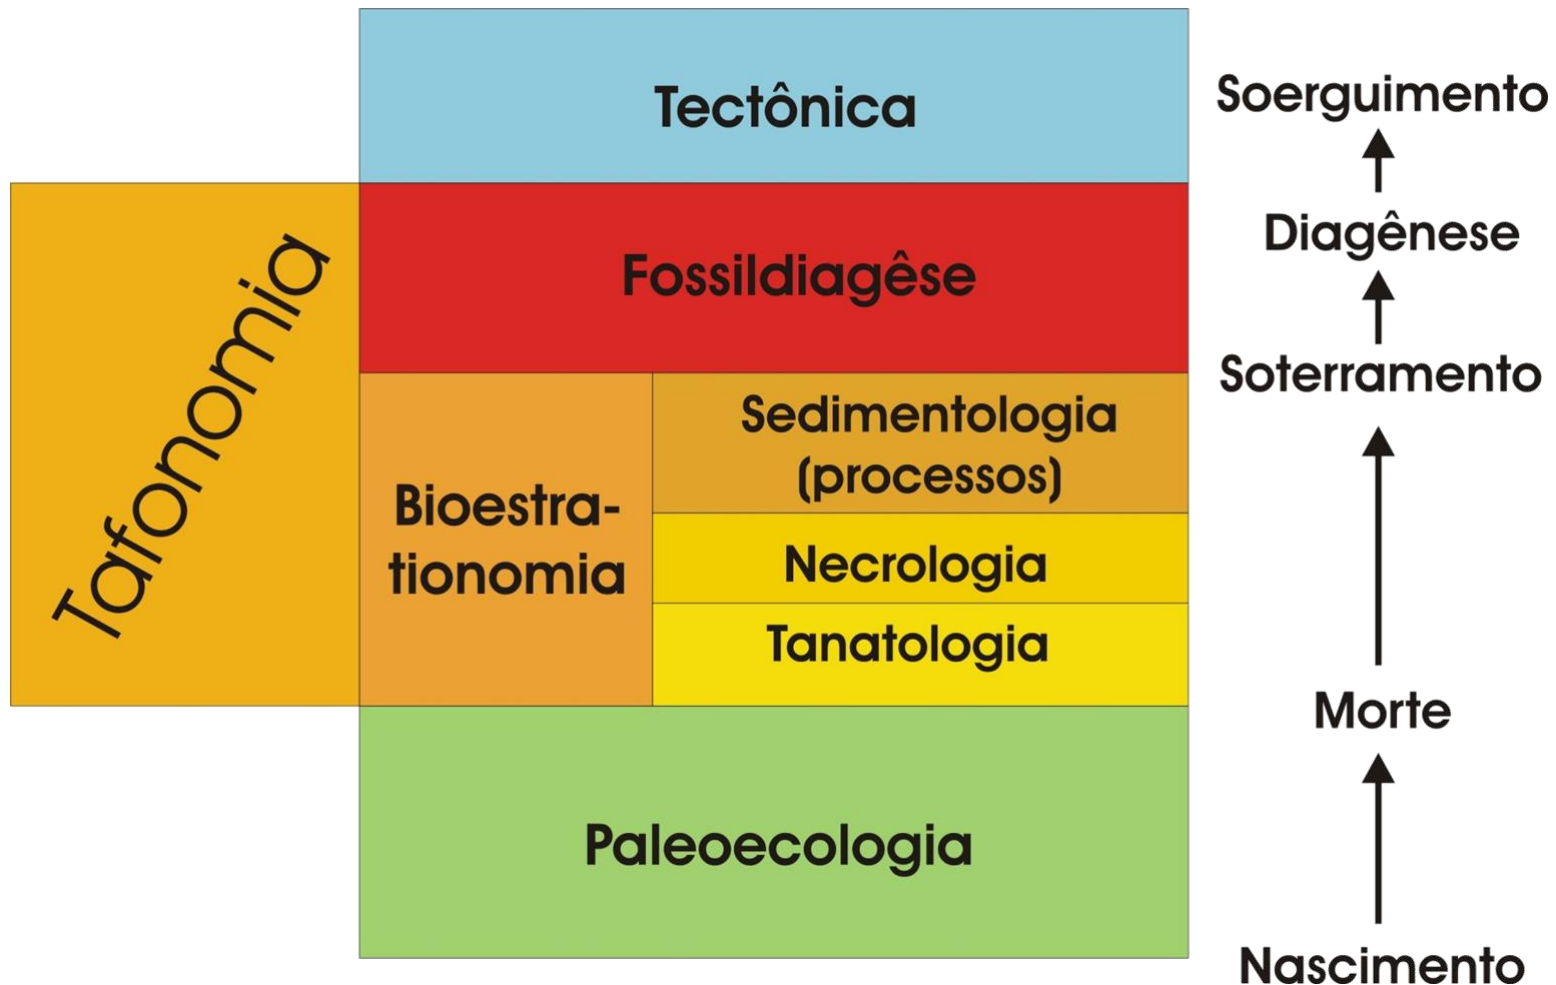 Tectônica
Soerguimento
Tafonomia
Fossildiagêse
Diagênese
Soterramento
Bioestra-
tionomia
Sedimentologia
(processos)
Necrologia
Tanatologia
Morte
Paleoecologia
Nascimento